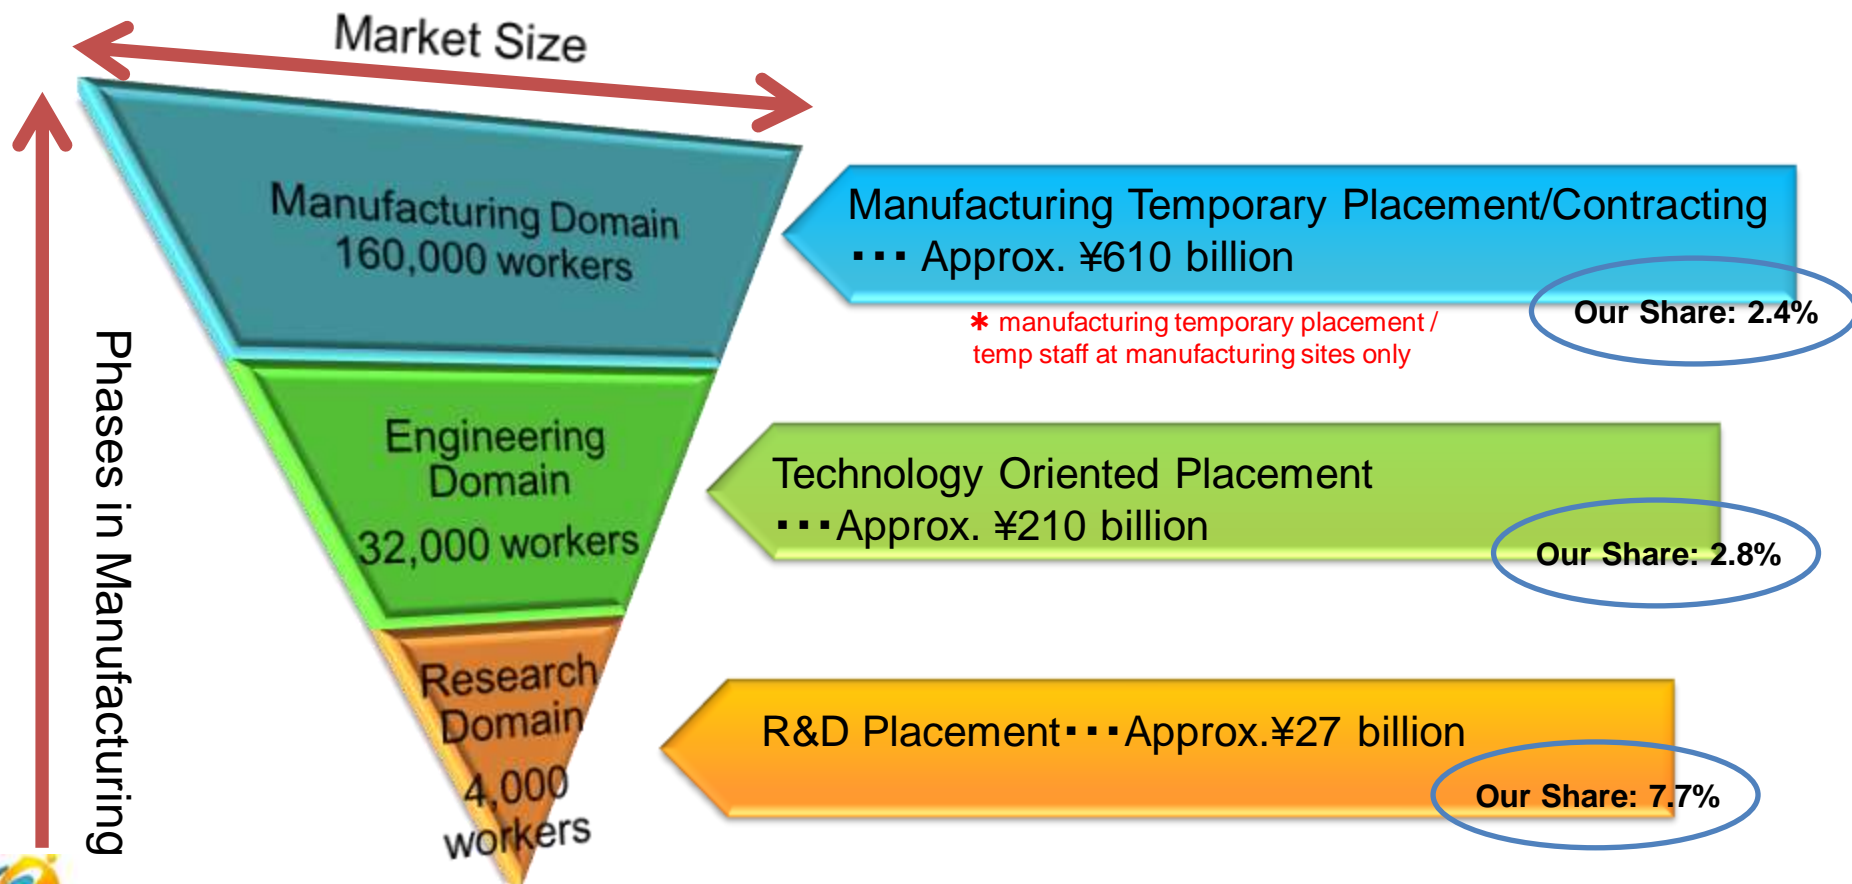 Market Size
Phases in Manufacturing
Manufacturing Domain
160,000 workers
Manufacturing Temporary Placement/Contracting
･･･ Approx. ¥610 billion
Our Share: 2.4%
* manufacturing temporary placement /
temp staff at manufacturing sites only
Engineering
Domain
32,000 workers
Technology Oriented Placement
･･･Approx. ¥210 billion
Our Share: 2.8%
Research
Domain
4,000
workers
R&D Placement･･･Approx.¥27 billion
Our Share: 7.7%